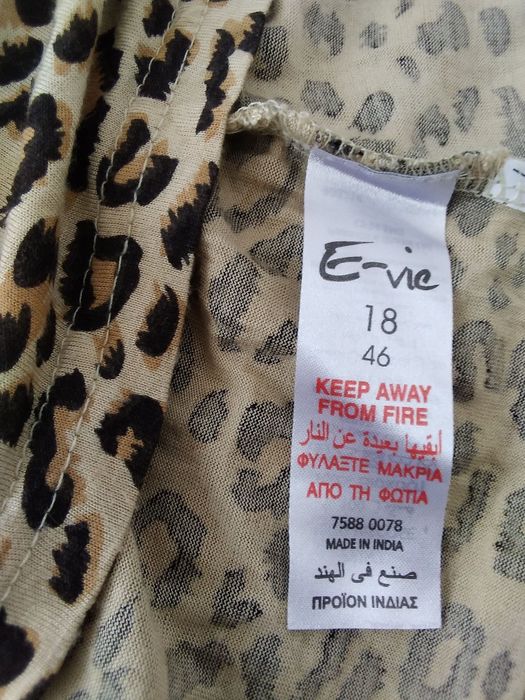 E-vie
18
46
KEEP AWAY
FROM FIRE
أبقيها بعيدة عن النار
ΦΥΛΑΞΤΕ ΜΑΚΡΙΑ
ΑΠΟ ΤΗ ΦΩΤΙΑ
7588 0078
MADE IN INDIA
صنع فى الهند
ΠΡΟΪΟΝ ΙΝΔΙΑΣ